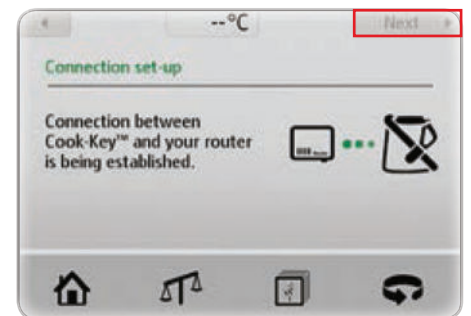 --°C
Next
Connection set-up
Connection between
Cook-Key™ and your router
is being established.